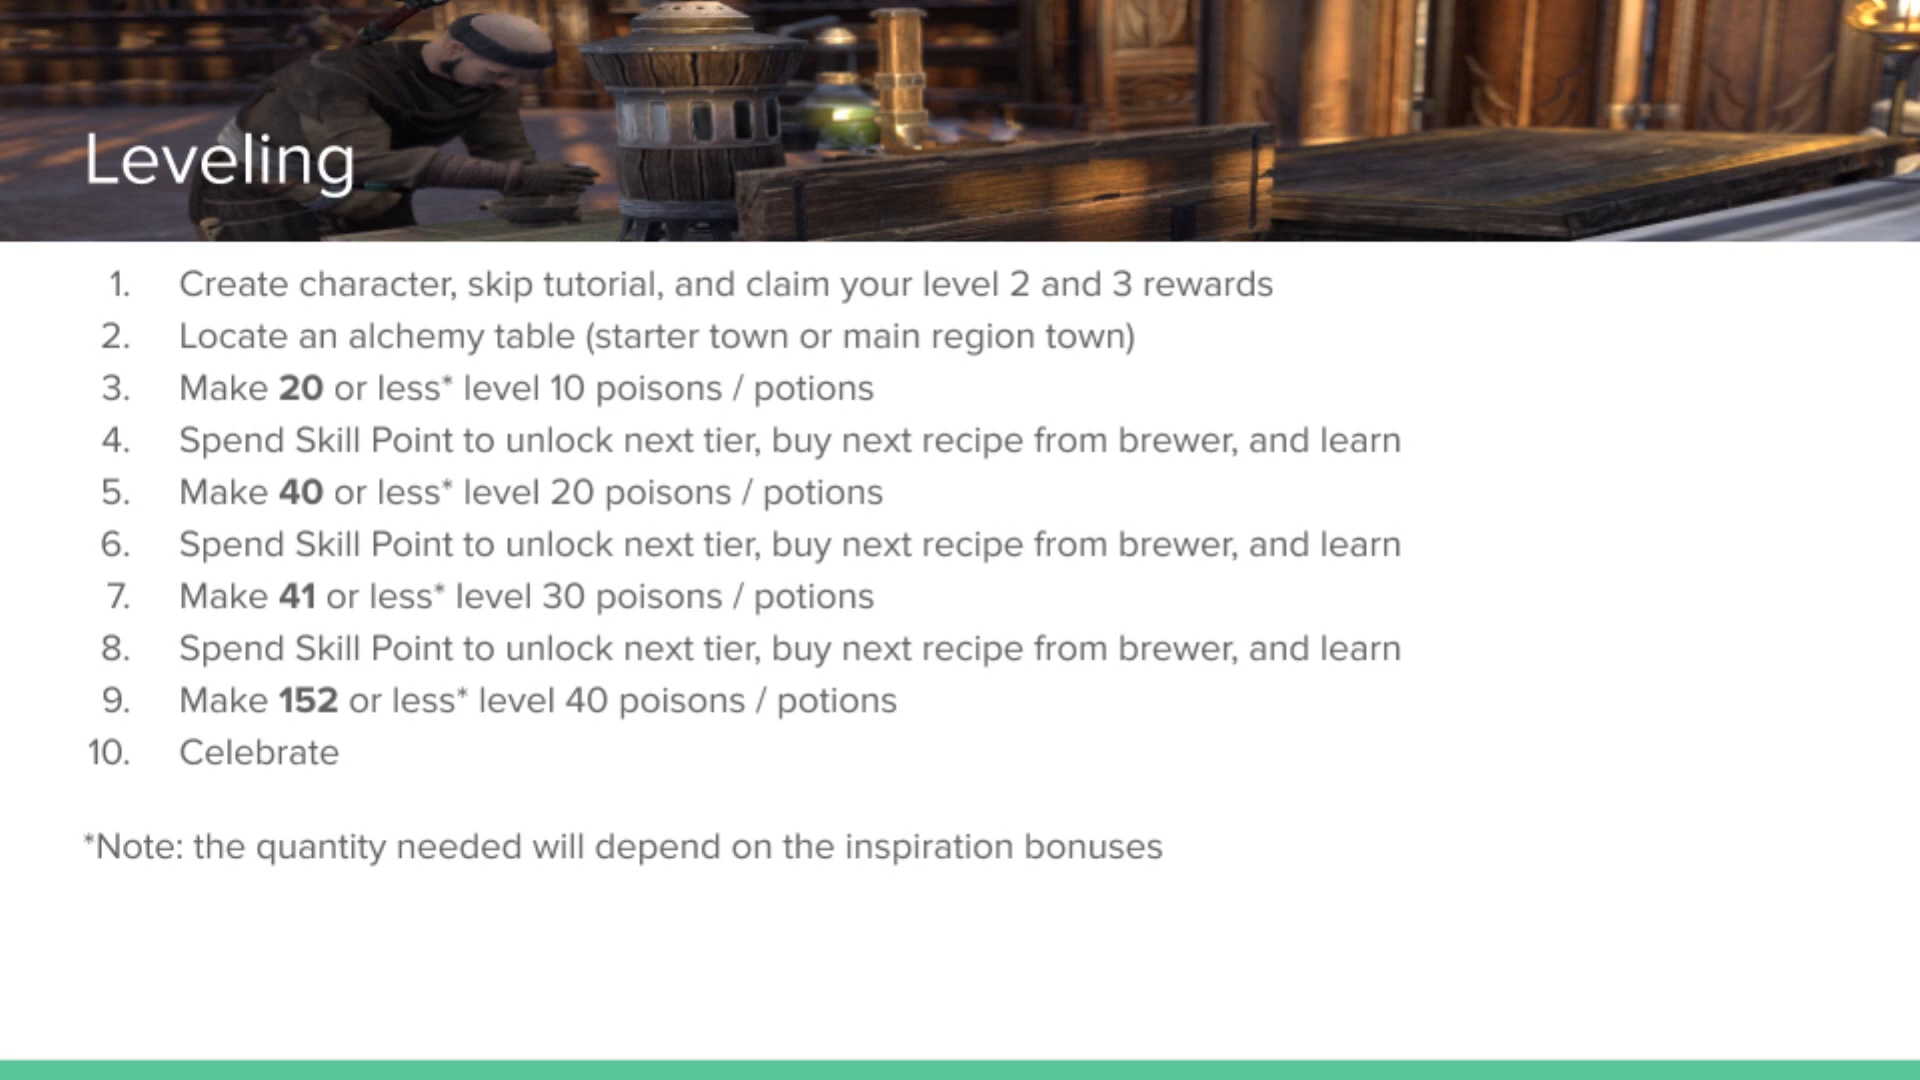 Leveling
1. Create character, skip tutorial, and claim your level 2 and 3 rewards
2. Locate an alchemy table (starter town or main region town)
3. Make 20 or less* level 10 poisons / potions
4. Spend Skill Point to unlock next tier, buy next recipe from brewer, and learn
5. Make 40 or less* level 20 poisons / potions
6. Spend Skill Point to unlock next tier, buy next recipe from brewer, and learn
7. Make 41 or less* level 30 poisons / potions
8. Spend Skill Point to unlock next tier, buy next recipe from brewer, and learn
9. Make 152 or less* level 40 poisons / potions
10. Celebrate
*Note: the quantity needed will depend on the inspiration bonuses